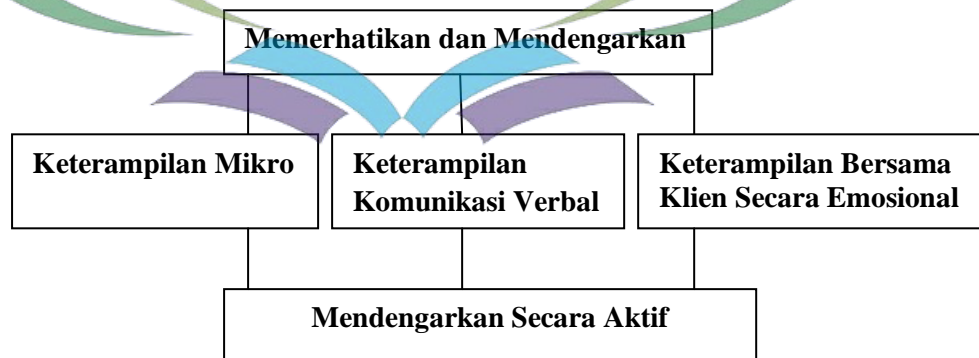 Memerhatikan dan Mendengarkan
Keterampilan Mikro
Keterampilan
Komunikasi Verbal
Keterampilan Bersama
Klien Secara Emosional
Mendengarkan Secara Aktif